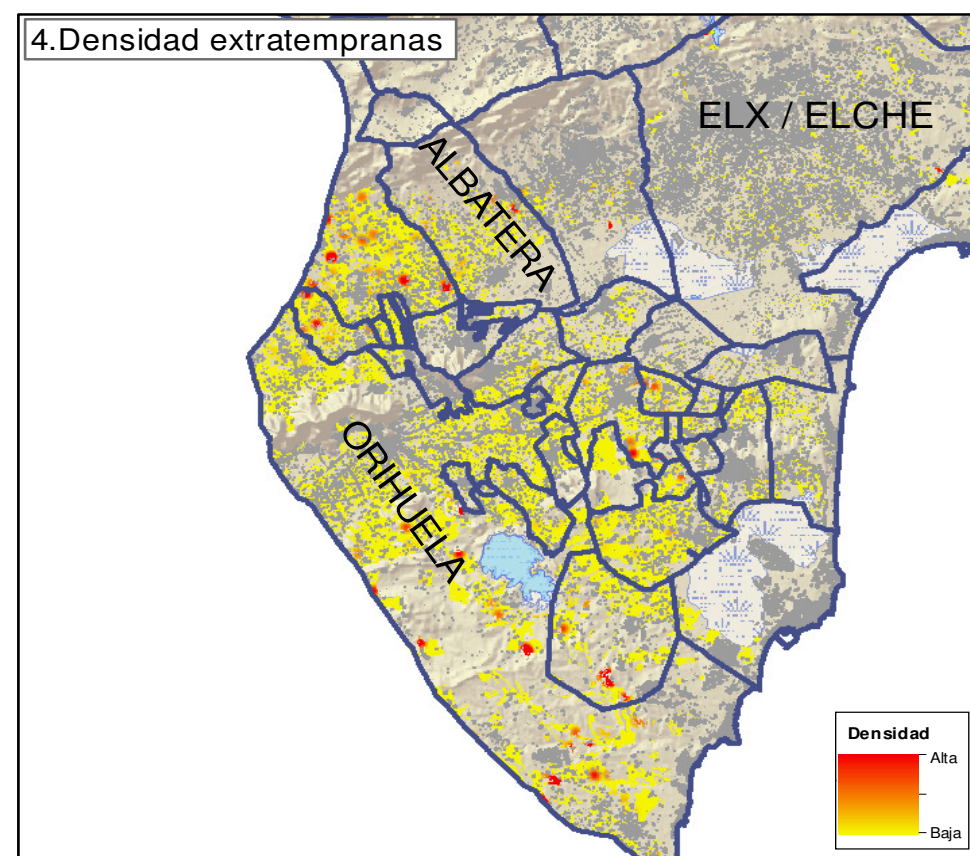 4.Densidad extratempranas
ELX / ELCHE
ALBATERA
ORIHUELA
Densidad
Alta
Baja